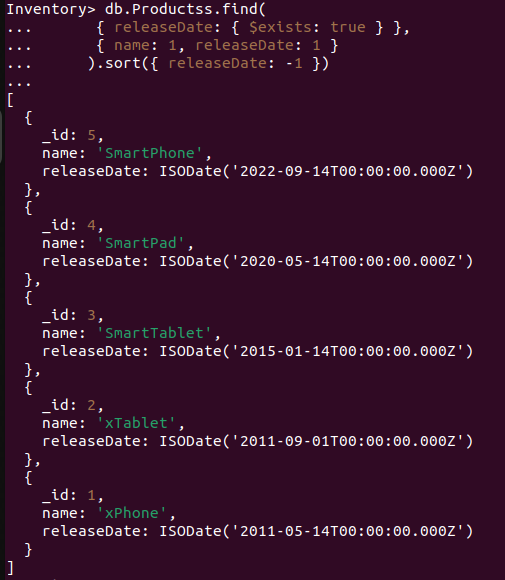 Inventory> db.Productss.find(
...       { releaseDate: { $exists: true } },
...       { name: 1, releaseDate: 1 }
...      ).sort({ releaseDate: -1 })
...
[
  {
    _id: 5,
    name: 'SmartPhone',
    releaseDate: ISODate('2022-09-14T00:00:00.000Z')
  },
  {
    _id: 4,
    name: 'SmartPad',
    releaseDate: ISODate('2020-05-14T00:00:00.000Z')
  },
  {
    _id: 3,
    name: 'SmartTablet',
    releaseDate: ISODate('2015-01-14T00:00:00.000Z')
  },
  {
    _id: 2,
    name: 'xTablet',
    releaseDate: ISODate('2011-09-01T00:00:00.000Z')
  },
  {
    _id: 1,
    name: 'xPhone',
    releaseDate: ISODate('2011-05-14T00:00:00.000Z')
  }
]